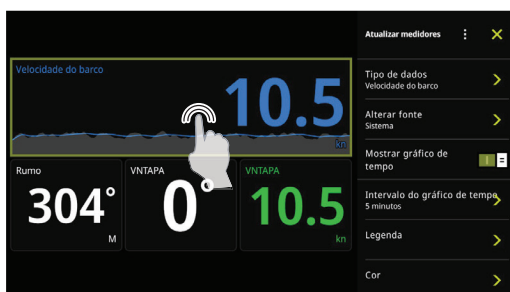 Atualizar medidores
Velocidade do barco
10.5
kn
Rumo
304°
M
VNTAPA
0°
VNTAPA
10.5
kn
Tipo de dados
Velocidade do barco
Alterar fonte
Sistema
Mostrar gráfico de
tempo
Intervalo do gráfico de tempo
5 minutos
Legenda
Cor